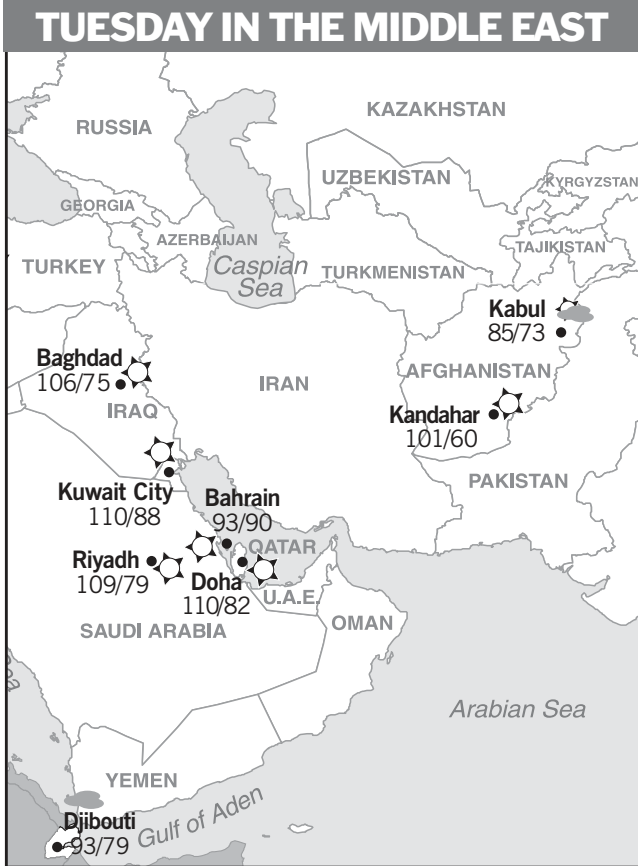 TUESDAY IN THE MIDDLE EAST
KAZAKHSTAN
RUSSIA
UZBEKISTAN
KYRGYZSTAN
GEORGIA
AZERBAIJAN
TAJIKISTAN
TURKEY
Caspian
Sea
TURKMENISTAN
Kabul
85/73
Baghdad
106/75
IRAN
AFGHANISTAN
IRAQ
Kandahar
101/60
PAKISTAN
Kuwait City
110/88
Bahrain
93/90
QATAR
Riyadh
109/79
Doha
110/82
U.A.E.
OMAN
SAUDI ARABIA
Arabian Sea
YEMEN
Djibouti
93/79
Gulf of Aden